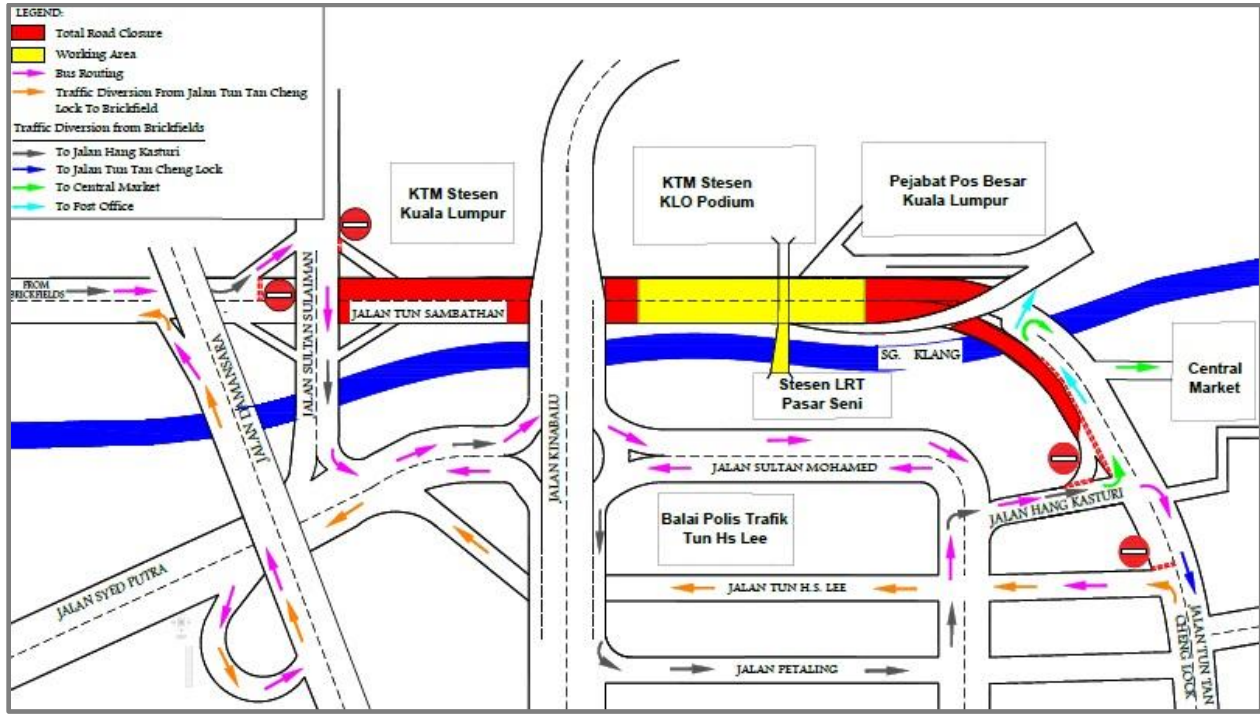 LEGEND:
Total Road Closure
Working Area
Bus Routing
Traffic Diversion From Jalan Tun Tan Cheng
Lock To Brickfield
Traffic Diversion from Brickfields
To Jalan Hang Kasturi
To Jalan Tun Tan Cheng Lock
To Central Market
To Post Office
KTM Stesen
Kuala Lumpur
KTM Stesen
KLO Podium
Pejabat Pos Besar
Kuala Lumpur
FROM
BRICKFIELDS
JALAN TUN SAMBATHAN
JALAN SULTAN SULAIMAN
JALAN DAMANSARA
SG. KLANG
Stesen LRT
Pasar Seni
Central
Market
JALAN KINABALU
JALAN SULTAN MOHAMED
JALAN HANG KASTURI
Balai Polis Trafik
Tun Hs Lee
JALAN SYED PUTRA
JALAN TUN H.S. LEE
JALAN PETALING
JALAN TUN TAN
CHENG LOCK